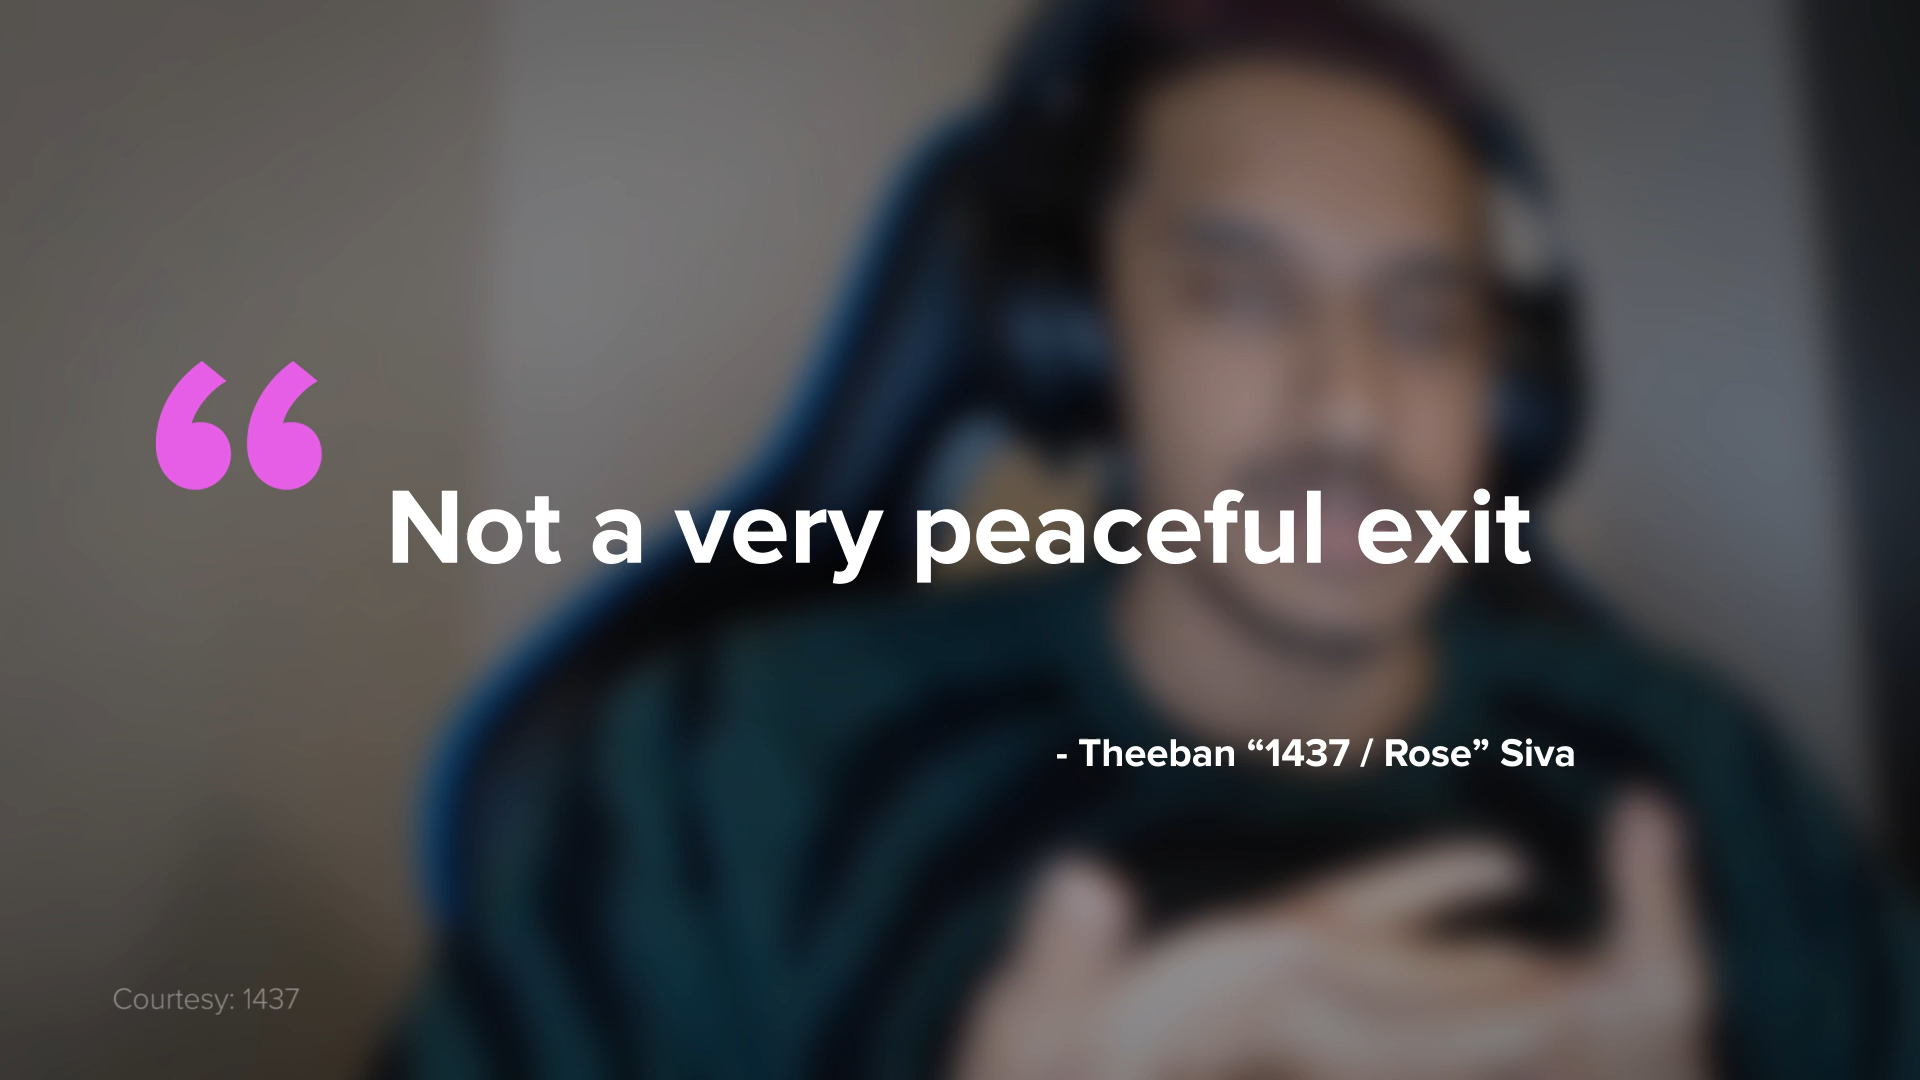 “
Not a very peaceful exit
- Theeban “1437 / Rose” Siva
Courtesy: 1437